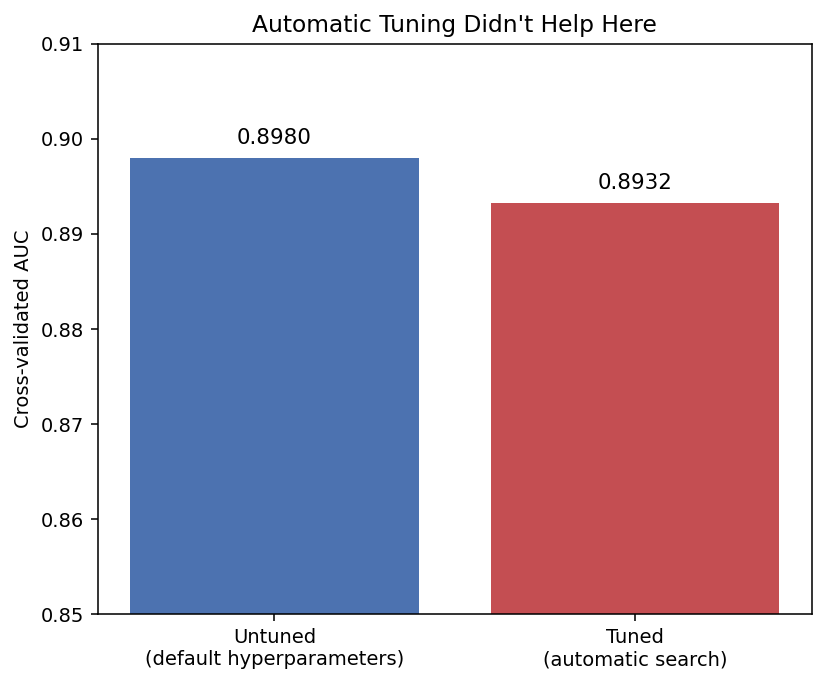 Automatic Tuning Didn't Help Here
0.91
0.90
0.89
0.88
0.87
0.86
0.85
Cross-validated AUC
0.8980
0.8932
Untuned
(default hyperparameters)
Tuned
(automatic search)